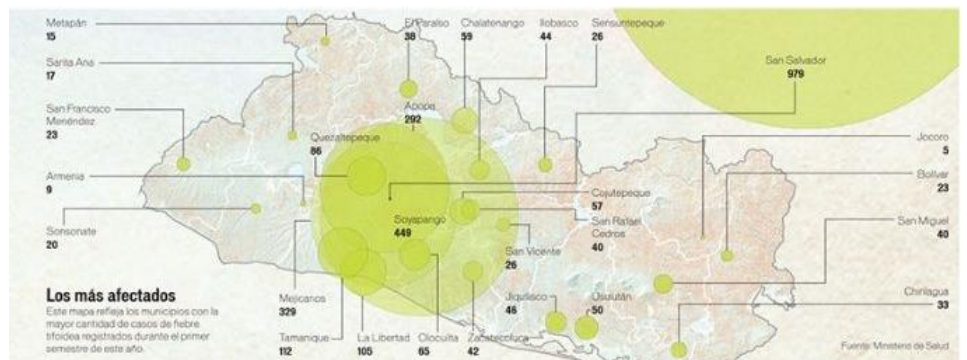 Metapán
15
El Paraíso
38
Chalatenango
59
Ilobasco
44
Sensuntepeque
26
Santa Ana
17
San Salvador
979
San Francisco
Menéndez
23
Apopa
292
Quezaltepeque
86
Jocoro
5
Armenia
9
Bolívar
23
Cojutepeque
57
Soyapango
449
San Rafael
Cedros
40
San Miguel
40
Sonsonate
20
San Vicente
26
Los más afectados
Este mapa refleja los municipios con la
mayor cantidad de casos de fiebre
tifoidea registrados durante el primer
semestre de este año.
Mejicanos
329
Jiquilisco
46
Usulután
50
Chirilagua
33
Tamanique
112
La Libertad
105
Olocuilta
65
Zacatecoluca
42
Fuente: Ministerio de Salud